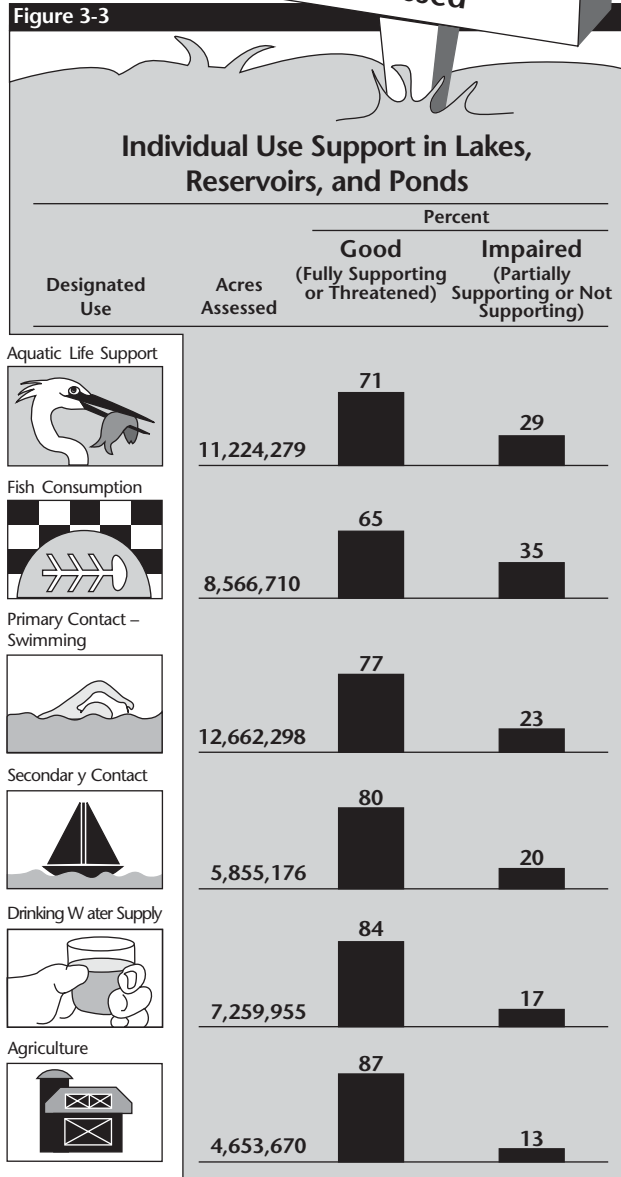 Figure 3-3
Individual Use Support in Lakes,
Reservoirs, and Ponds
Percent
Designated
Use
Acres
Assessed
Good
(Fully Supporting
or Threatened)
Impaired
(Partially
Supporting or Not
Supporting)
Aquatic Life Support
11,224,279
71
29
Fish Consumption
8,566,710
65
35
Primary Contact –
Swimming
12,662,298
77
23
Secondar y Contact
5,855,176
80
20
Drinking W ater Supply
7,259,955
84
17
Agriculture
4,653,670
87
13